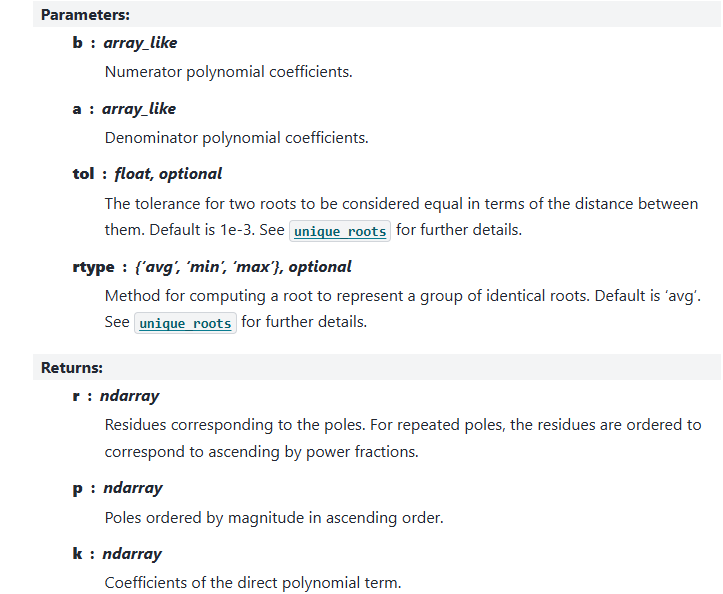 Parameters:
b : array_like
Numerator polynomial coefficients.
a : array_like
Denominator polynomial coefficients.
tol : float, optional
The tolerance for two roots to be considered equal in terms of the distance between
them. Default is 1e-3. See unique_roots for further details.
rtype : {‘avg’, ‘min’, ‘max’}, optional
Method for computing a root to represent a group of identical roots. Default is ‘avg’.
See unique_roots for further details.
Returns:
r : ndarray
Residues corresponding to the poles. For repeated poles, the residues are ordered to
correspond to ascending by power fractions.
p : ndarray
Poles ordered by magnitude in ascending order.
k : ndarray
Coefficients of the direct polynomial term.